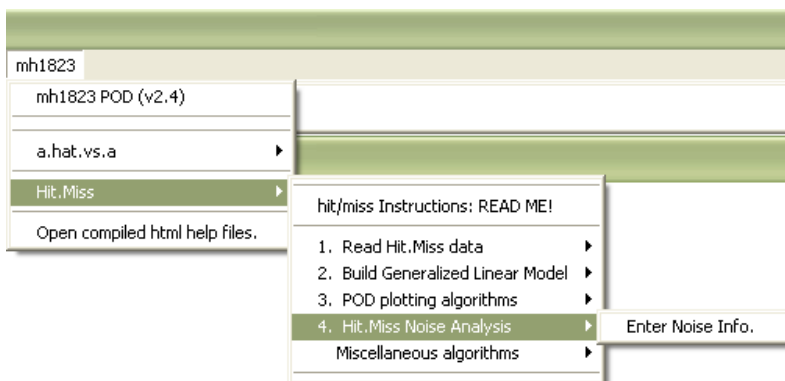 mh1823
mh1823 POD (v2.4)
a.hat.vs.a
Hit.Miss
Open compiled html help files.
hit/miss Instructions: READ ME!
1. Read Hit.Miss data
2. Build Generalized Linear Model
3. POD plotting algorithms
4. Hit.Miss Noise Analysis
Enter Noise Info.
Miscellaneous algorithms